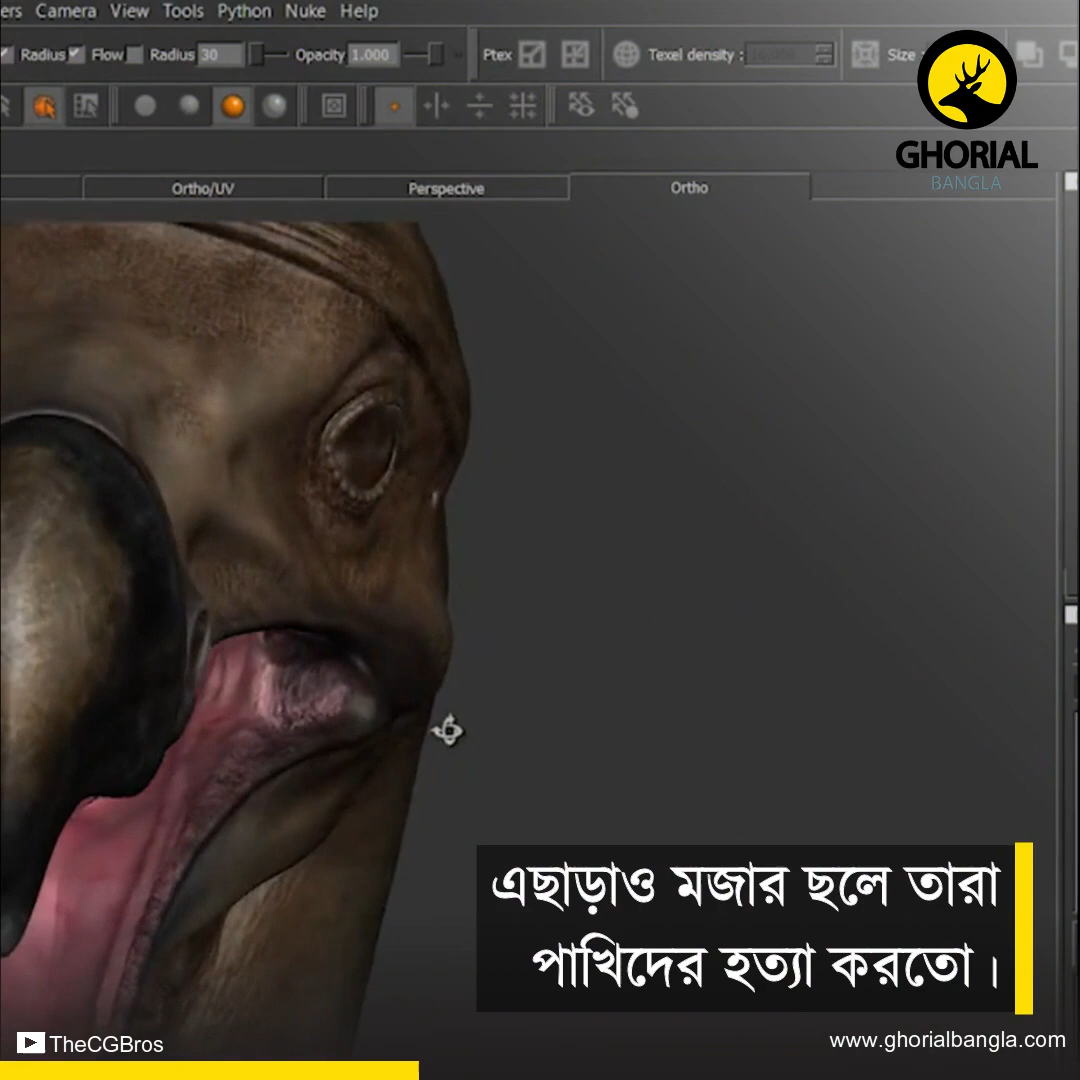 ers Camera View Tools Python Nuke Help
Radius Flow Radius 30 Opacity 1.000 Ptex Texel density : Size
GHORIAL
BANGLA
Ortho/UV Perspective Ortho
এছাড়াও মজার ছলে তারা
পাখিদের হত্যা করতো।
TheCGBros
www.ghorialbangla.com